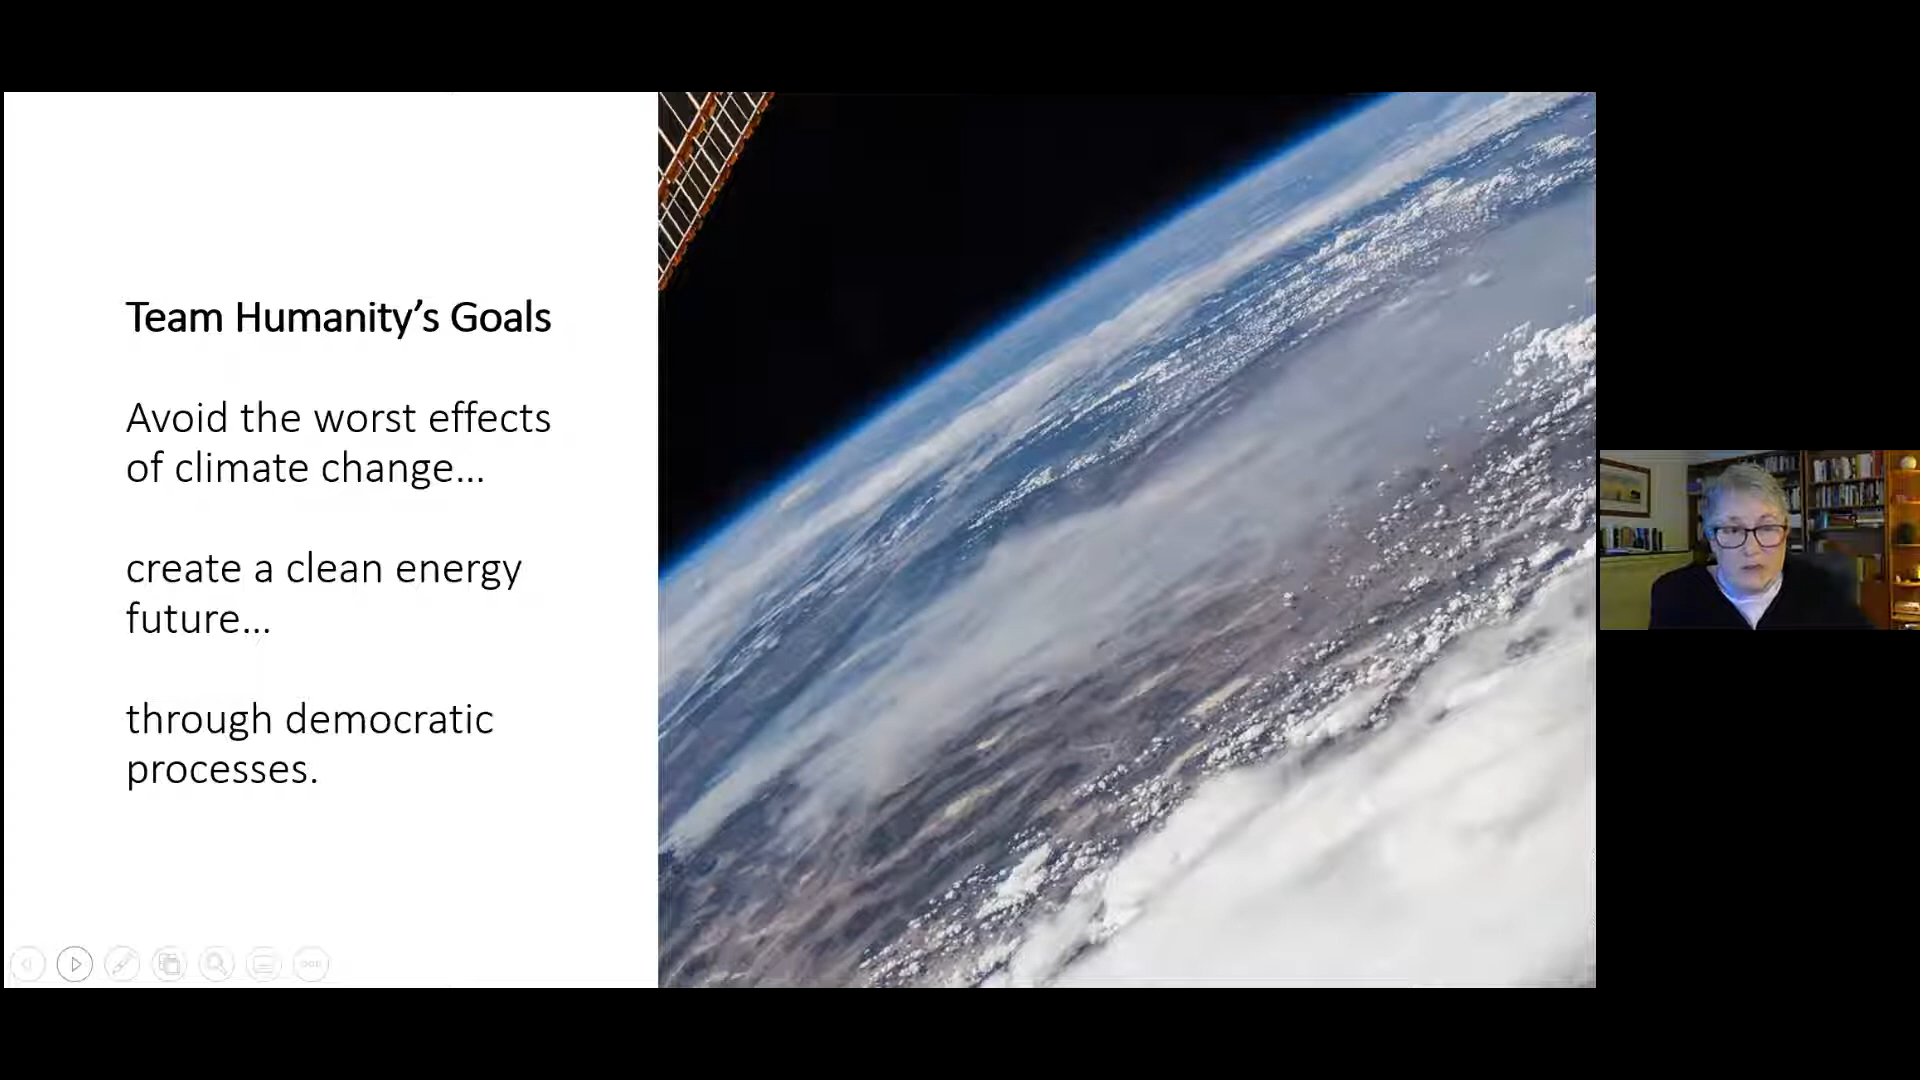 Team Humanity’s Goals
Avoid the worst effects
of climate change…
create a clean energy
future…
through democratic
processes.